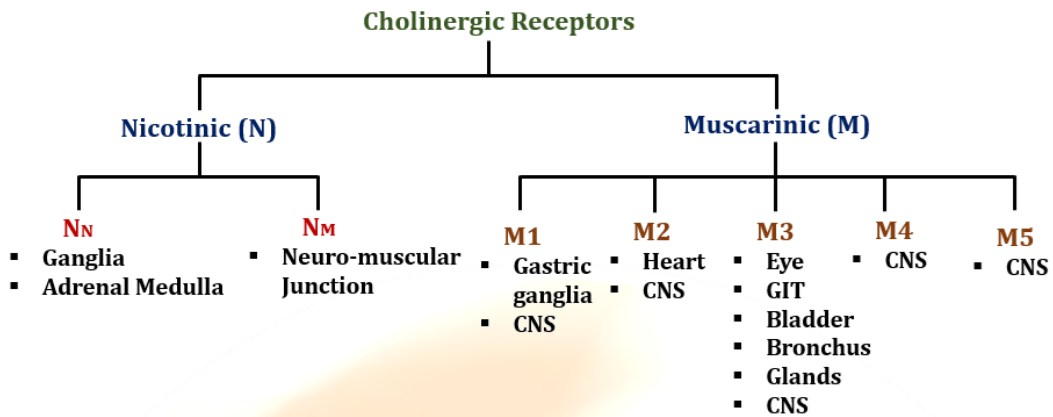 Cholinergic Receptors
Nicotinic (N)
Muscarinic (M)
NN
▪ Ganglia
▪ Adrenal Medulla
NM
▪ Neuro-muscular
Junction
M1
▪ Gastric
ganglia
▪ CNS
M2
▪ Heart
▪ CNS
M3
▪ Eye
▪ GIT
▪ Bladder
▪ Bronchus
▪ Glands
▪ CNS
M4
▪ CNS
M5
▪ CNS